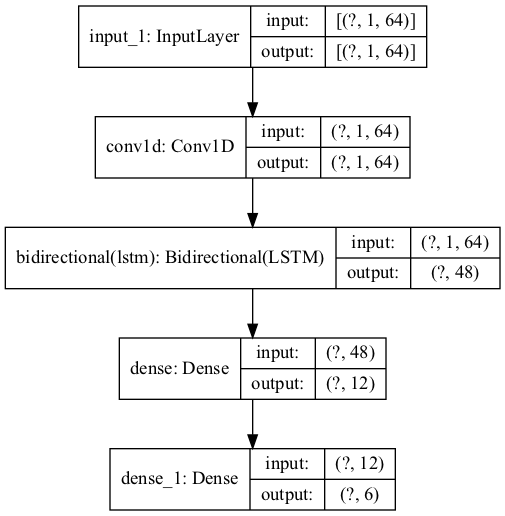 input_1: InputLayer
input:
[(?, 1, 64)]
output:
[(?, 1, 64)]
conv1d: Conv1D
input:
(?, 1, 64)
output:
(?, 1, 64)
bidirectional(lstm): Bidirectional(LSTM)
input:
(?, 1, 64)
output:
(?, 48)
dense: Dense
input:
(?, 48)
output:
(?, 12)
dense_1: Dense
input:
(?, 12)
output:
(?, 6)